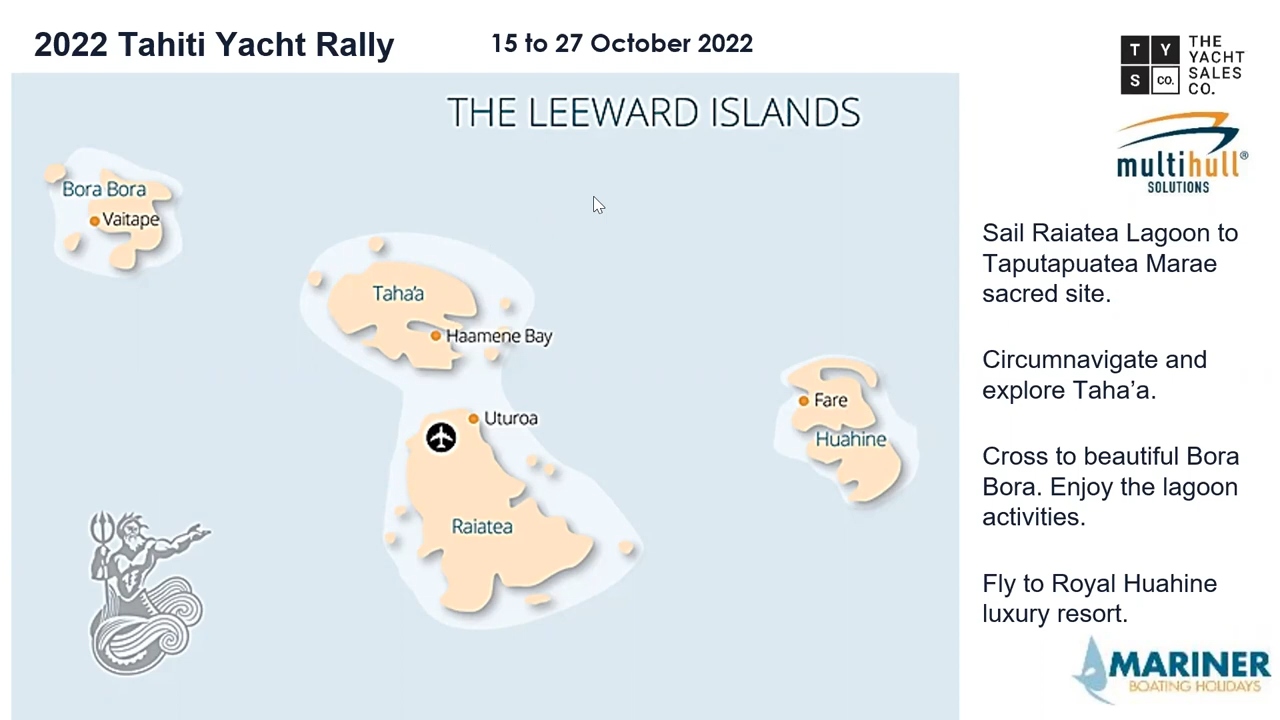 2022 Tahiti Yacht Rally
15 to 27 October 2022
THE LEEWARD ISLANDS
Bora Bora
Vaitape
Taha'a
Haamene Bay
Uturoa
Raiatea
Fare
Huahine
T Y
S CO.
THE
YACHT
SALES
CO.
multihull®
SOLUTIONS
Sail Raiatea Lagoon to
Taputapuatea Marae
sacred site.
Circumnavigate and
explore Taha’a.
Cross to beautiful Bora
Bora. Enjoy the lagoon
activities.
Fly to Royal Huahine
luxury resort.
MARINER
BOATING HOLIDAYS